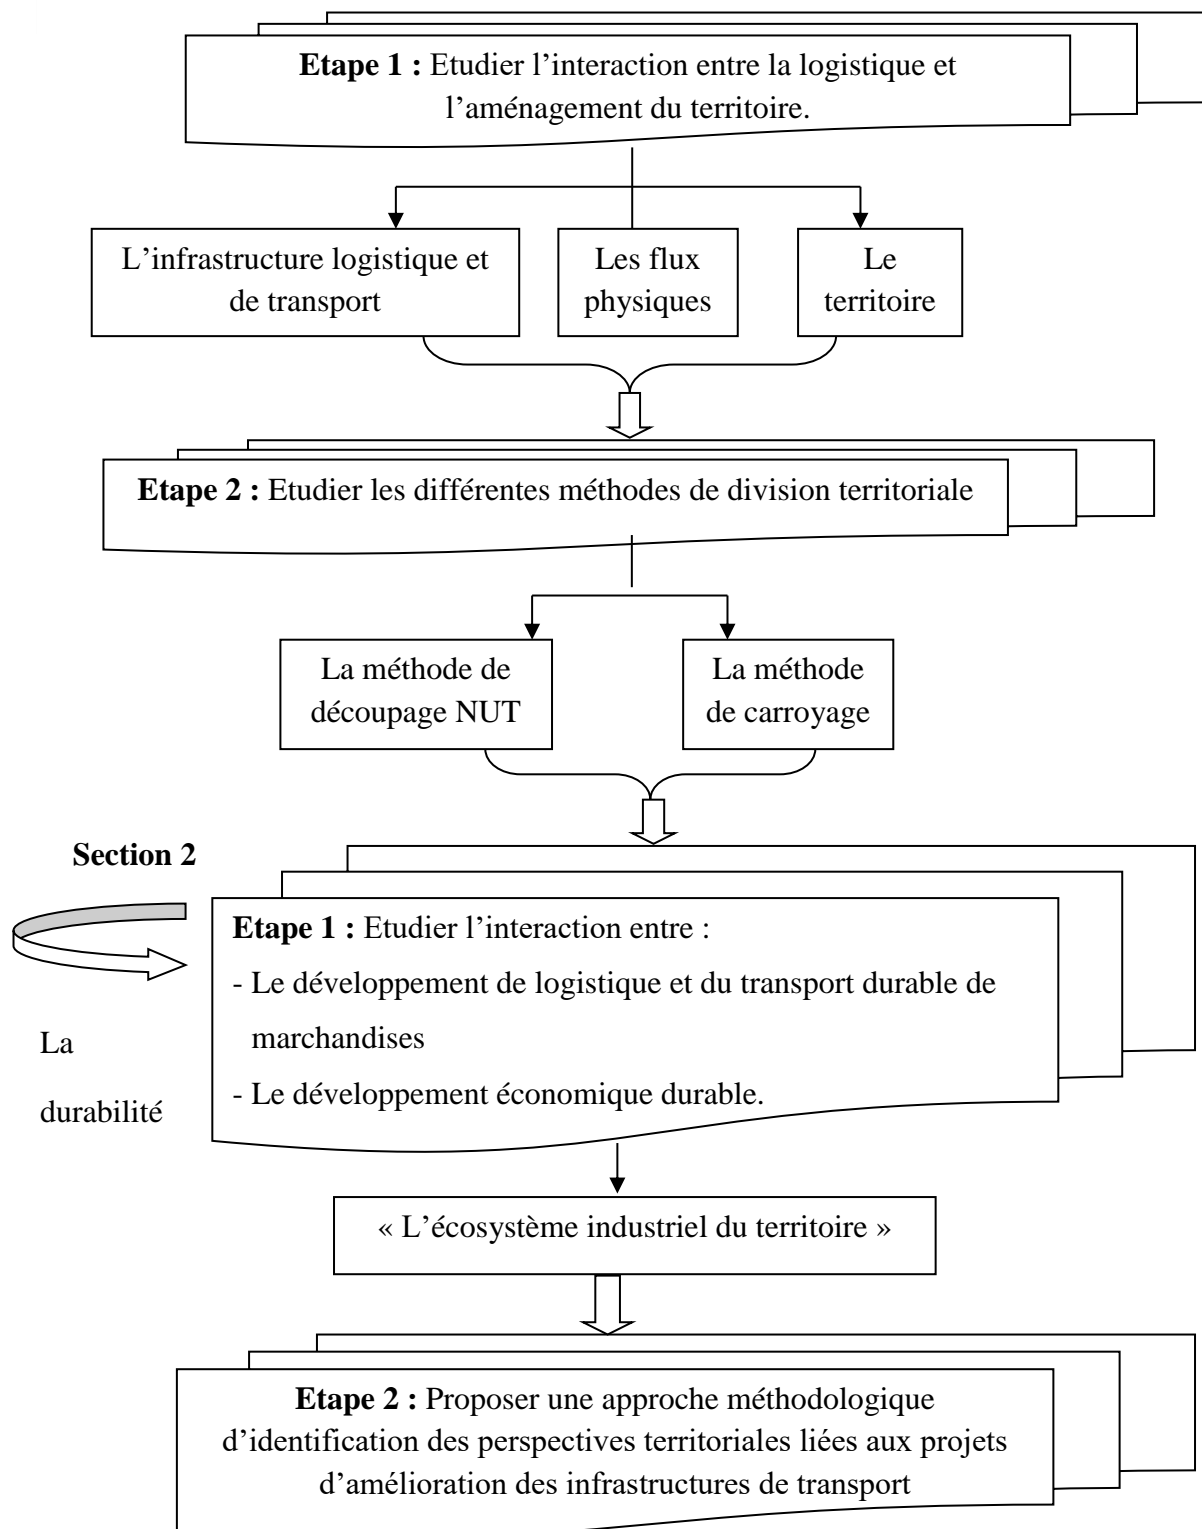 Etape 1 : Etudier l’interaction entre la logistique et
l’aménagement du territoire.
L’infrastructure logistique et
de transport
Les flux
physiques
Le
territoire
Etape 2 : Etudier les différentes méthodes de division territoriale
La méthode de
découpage NUT
La méthode
de carroyage
Section 2
La
durabilité
Etape 1 : Etudier l’interaction entre :
- Le développement de logistique et du transport durable de
marchandises
- Le développement économique durable.
« L’écosystème industriel du territoire »
Etape 2 : Proposer une approche méthodologique
d’identification des perspectives territoriales liées aux projets
d’amélioration des infrastructures de transport